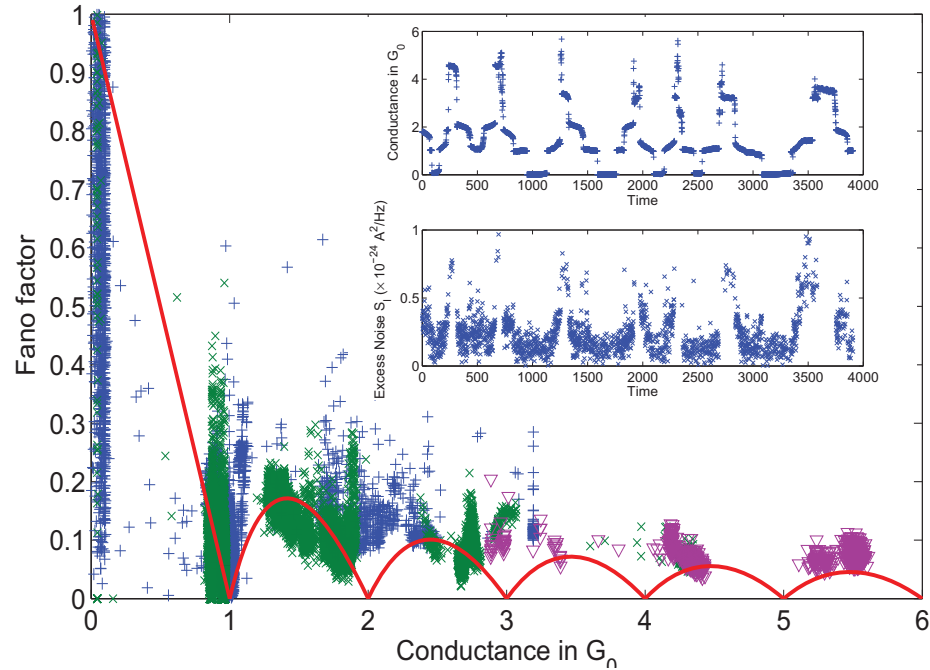 1
0.9
0.8
0.7
0.6
0.5
0.4
0.3
0.2
0.1
0
Fano factor
0 1 2 3 4 5 6
Conductance in G0
6
4
2
0
Conductance in G0
0 500 1000 1500 2000 2500 3000 3500 4000
Time
1
0.5
0
Excess Noise SI (× 10−24 A2/Hz)
0 500 1000 1500 2000 2500 3000 3500 4000
Time